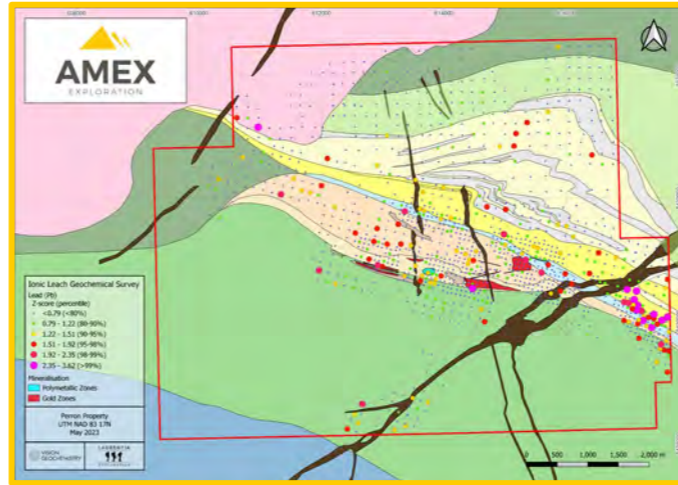 AMEX
EXPLORATION
Ionic Leach Geochemical Survey
Lead (Pb)
Z-score (percentile)
<0.79 (<80%)
0.79 - 1.22 (80-90%)
1.22 - 1.51 (90-95%)
1.51 - 1.92 (95-98%)
1.92 - 2.35 (98-99%)
2.35 - 3.62 (>99%)
Mineralisation
Polymetallic Zones
Gold Zones
Perron Property
UTM NAD 83 17N
May 2023
VISION
GEOCHEMISTRY
LAURENTIA
0 500 1,000 1,500 2,000 m